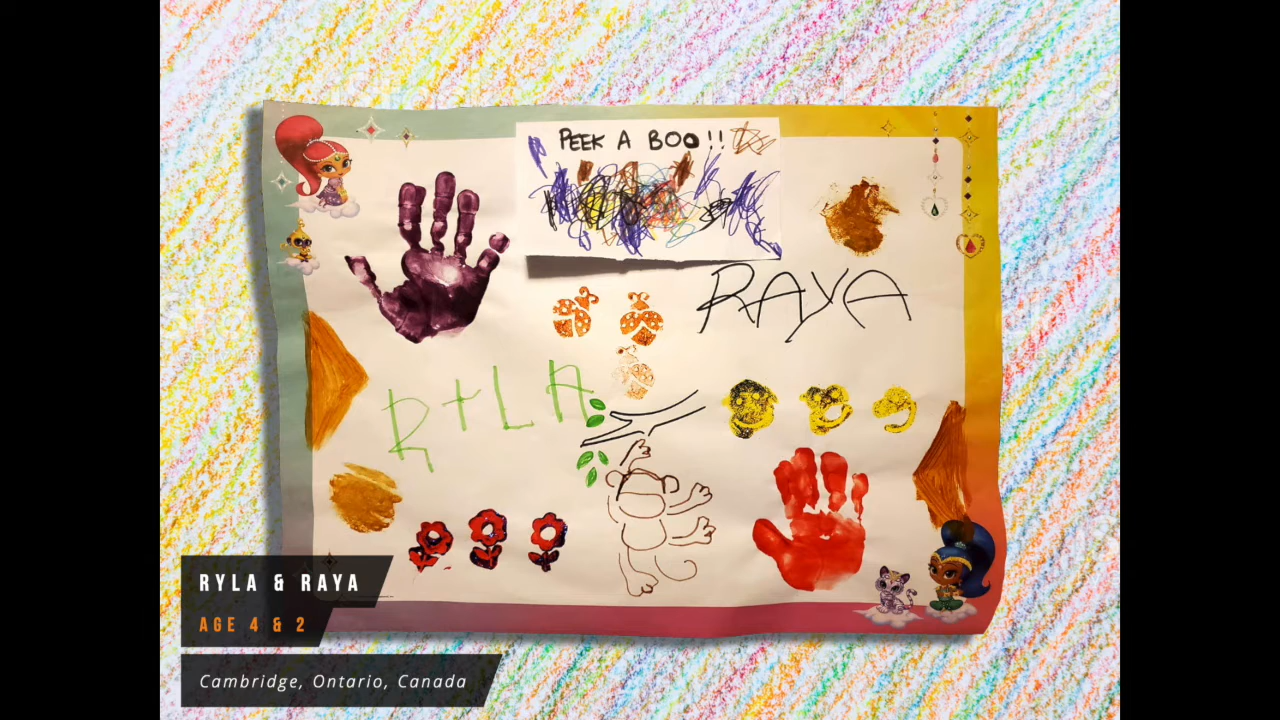 PEEK A BOO!!
RAYA
RYLA
RYLA & RAYA
AGE 4 & 2
Cambridge, Ontario, Canada